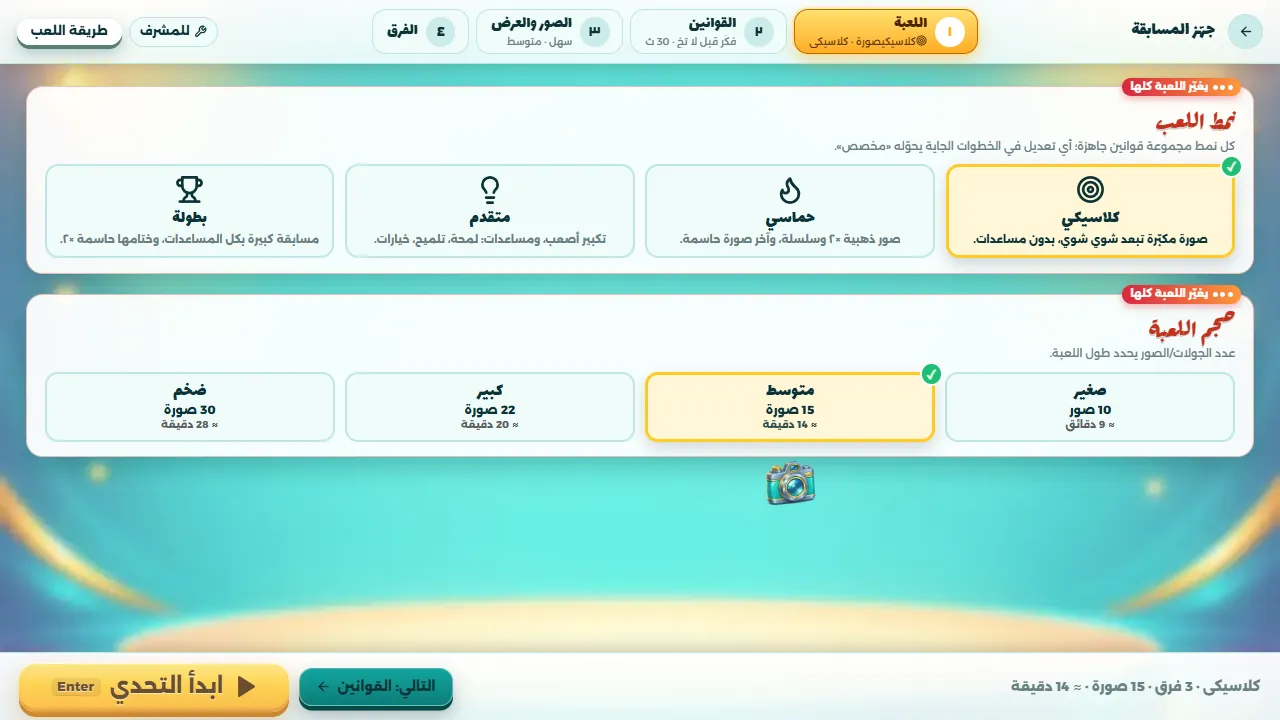 جهّز المسابقة
١
اللعبة
كلاسيكيصورة · كلاسيكي
٢
القوانين
فكر قبل لا تخ · 30 ث
٣
الصور والعرض
سهل · متوسط
٤
الفرق
للمشرف
طريقة اللعب
يغيّر اللعبة كلها
نمط اللعب
كل نمط مجموعة قوانين جاهزة؛ أي تعديل في الخطوات الجاية يحوّله «مخصص».
كلاسيكي
صورة مكبّرة تبعد شوي شوي، بدون مساعدات.
حماسي
صور ذهبية ×٢ وسلسلة، وآخر صورة حاسمة.
متقدم
تكبير أصعب، ومساعدات: لمحة، تلميح، خيارات.
بطولة
مسابقة كبيرة بكل المساعدات، وختامها حاسمة ×٢.
يغيّر اللعبة كلها
حجم اللعبة
عدد الجولات/الصور يحدد طول اللعبة.
صغير
10 صور
≈ 9 دقائق
متوسط
15 صورة
≈ 14 دقيقة
كبير
22 صورة
≈ 20 دقيقة
ضخم
30 صورة
≈ 28 دقيقة
كلاسيكي · 3 فرق · 15 صورة · ≈ 14 دقيقة
التالي: القوانين ←
ابدأ التحدي Enter